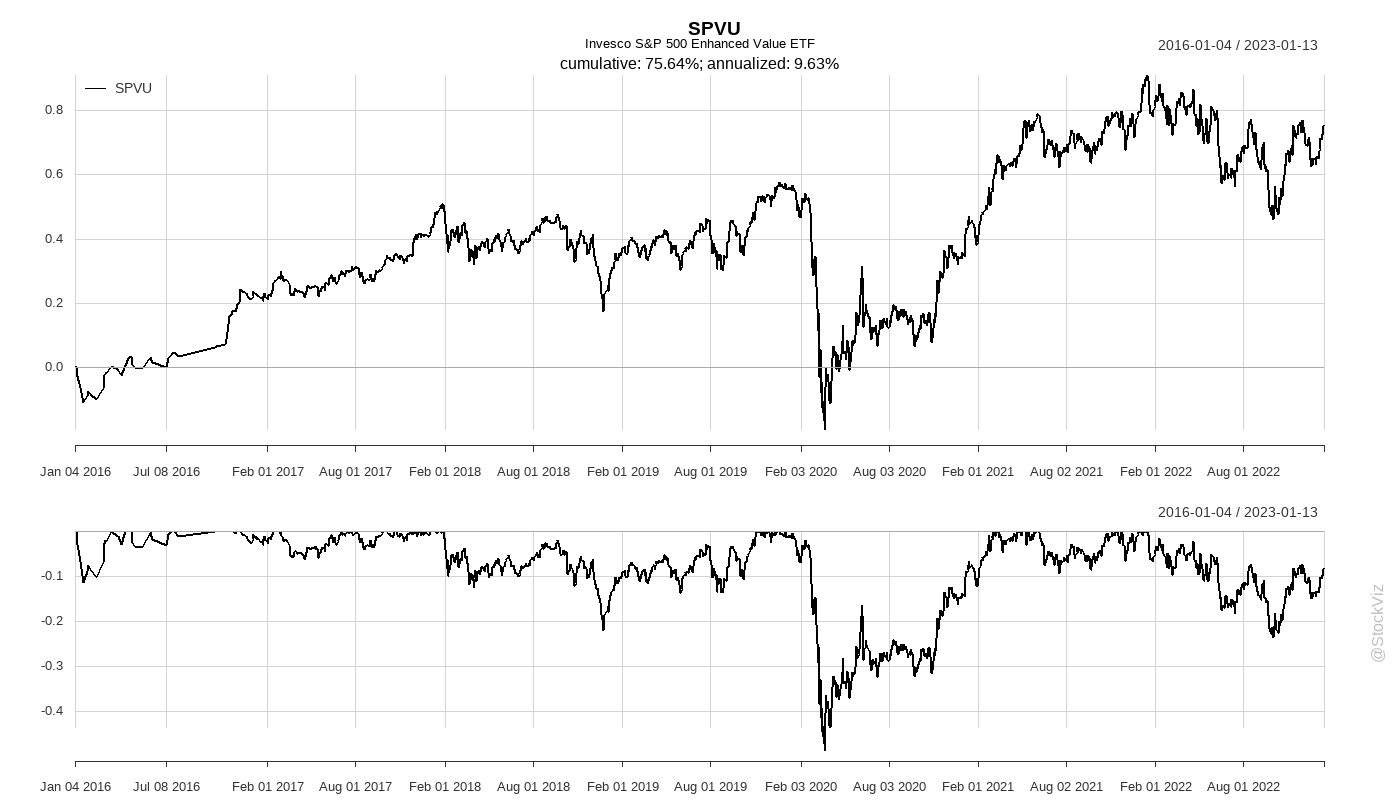 SPVU
Invesco S&P 500 Enhanced Value ETF
cumulative: 75.64%; annualized: 9.63%
2016-01-04 / 2023-01-13
SPVU
0.8
0.6
0.4
0.2
0.0
Jan 04 2016 Jul 08 2016 Feb 01 2017 Aug 01 2017 Feb 01 2018 Aug 01 2018 Feb 01 2019 Aug 01 2019 Feb 03 2020 Aug 03 2020 Feb 01 2021 Aug 02 2021 Feb 01 2022 Aug 01 2022
2016-01-04 / 2023-01-13
-0.1
-0.2
-0.3
-0.4
Jan 04 2016 Jul 08 2016 Feb 01 2017 Aug 01 2017 Feb 01 2018 Aug 01 2018 Feb 01 2019 Aug 01 2019 Feb 03 2020 Aug 03 2020 Feb 01 2021 Aug 02 2021 Feb 01 2022 Aug 01 2022
@StockViz